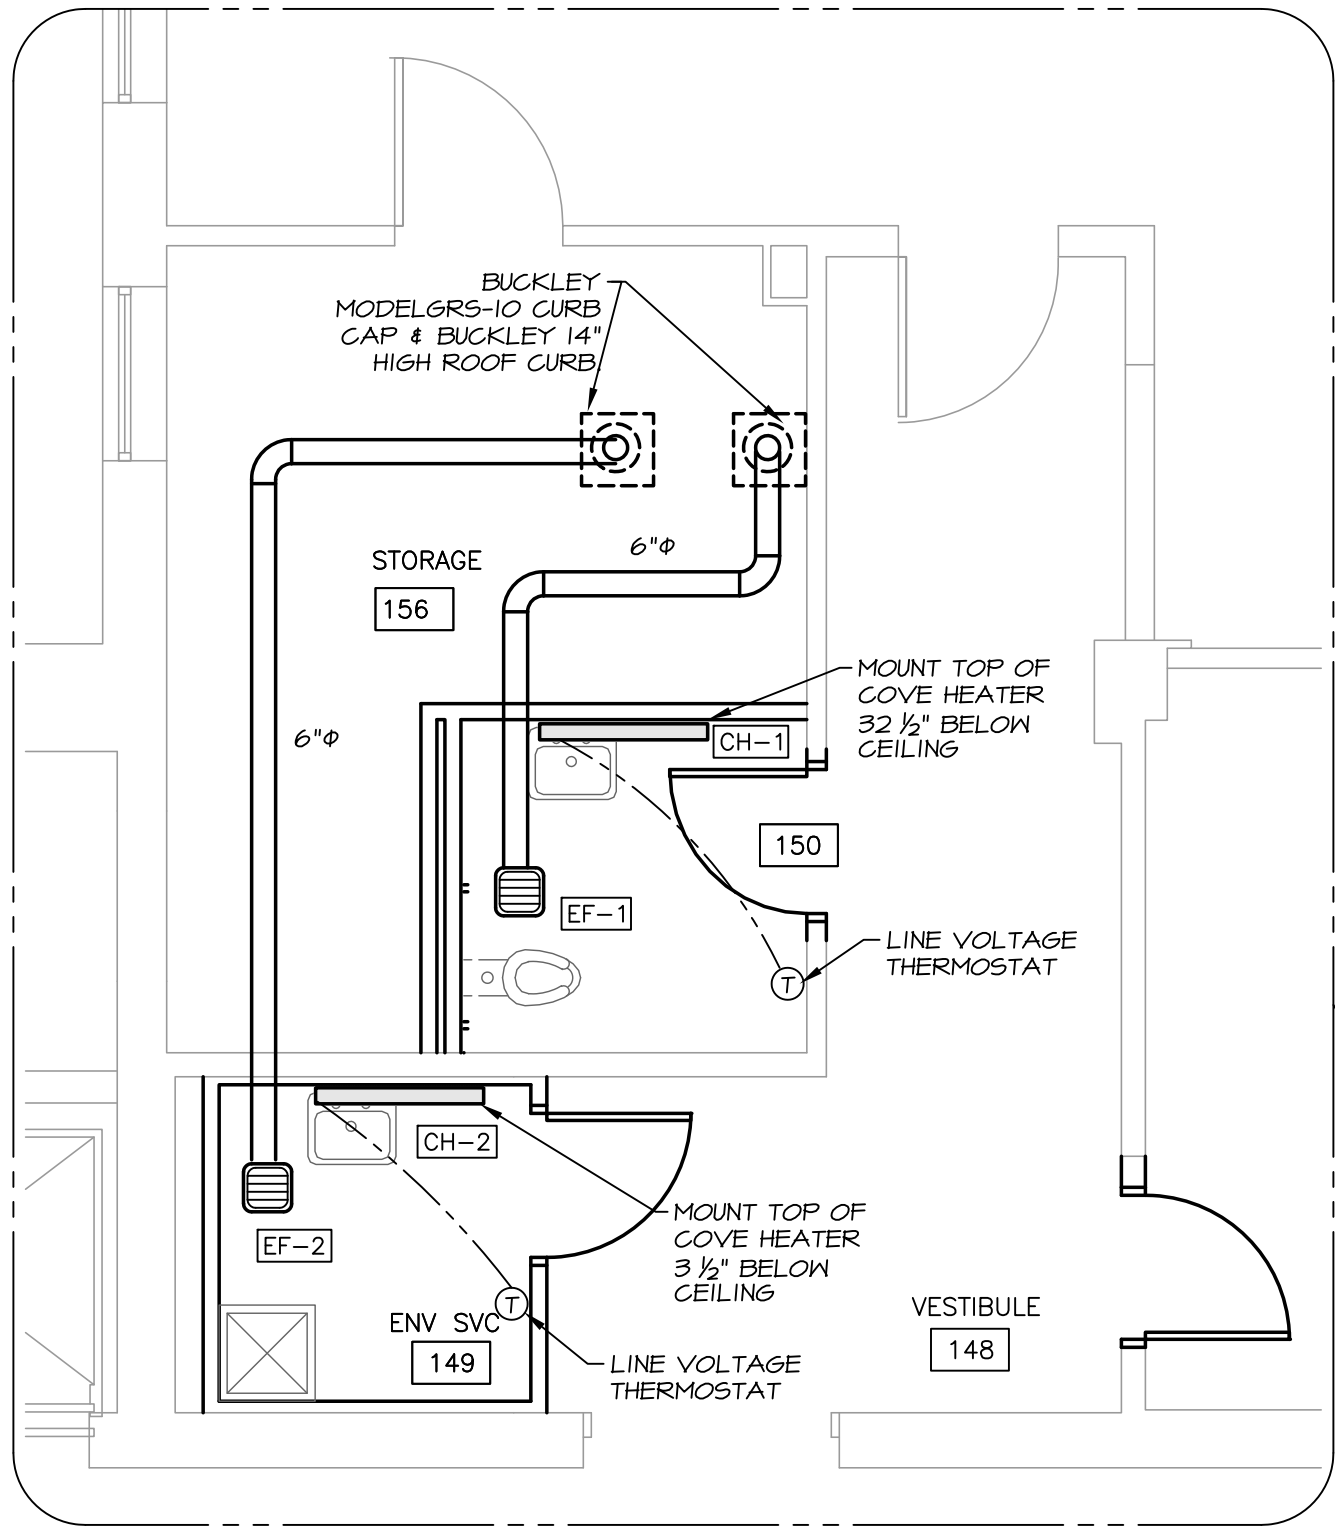 BUCKLEY
MODELGRS-10 CURB
CAP & BUCKLEY 14"
HIGH ROOF CURB.
6"Φ
STORAGE
156
MOUNT TOP OF
COVE HEATER
32 ½" BELOW
CEILING
6"Φ
CH-1
150
EF-1
LINE VOLTAGE
THERMOSTAT
T
CH-2
MOUNT TOP OF
COVE HEATER
3 ½" BELOW
CEILING
EF-2
T
ENV SVC
149
VESTIBULE
148
LINE VOLTAGE
THERMOSTAT